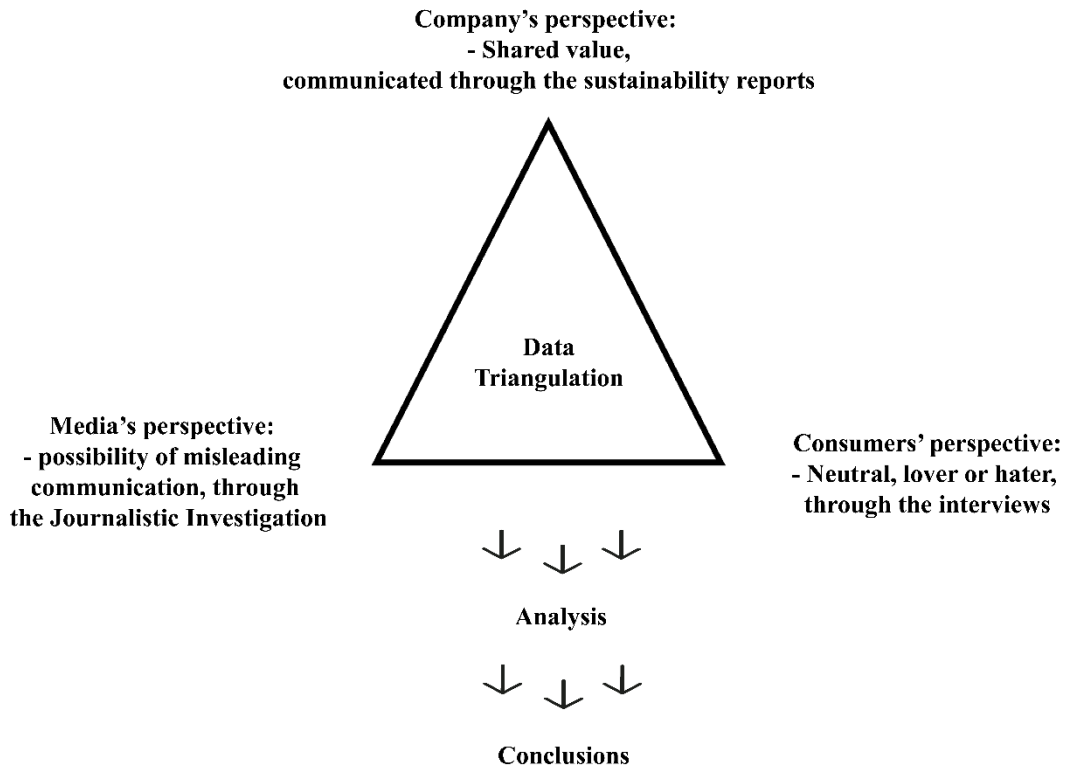 Company’s perspective:
- Shared value,
communicated through the sustainability reports
Data
Triangulation
Media’s perspective:
- possibility of misleading
communication, through
the Journalistic Investigation
Consumers’ perspective:
- Neutral, lover or hater,
through the interviews
Analysis
Conclusions